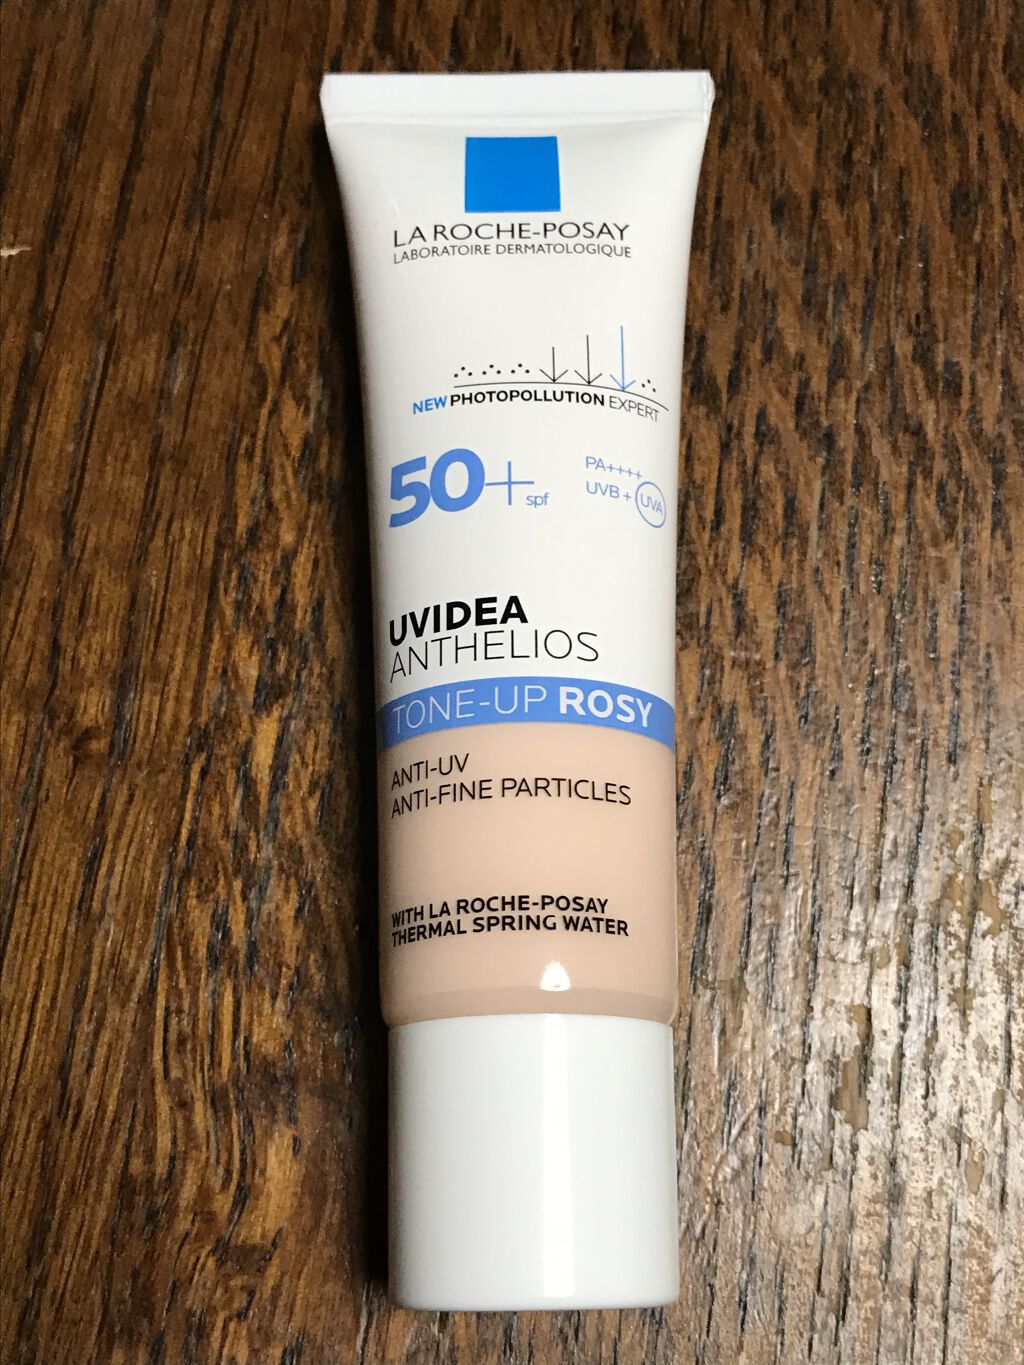 LA ROCHE-POSAY
LABORATOIRE DERMATOLOGIQUE
NEW PHOTOPOLLUTION EXPERT
50+ spf
PA++++
UVB + UVA
UVIDEA
ANTHELIOS
TONE-UP ROSY
ANTI-UV
ANTI-FINE PARTICLES
WITH LA ROCHE-POSAY
THERMAL SPRING WATER